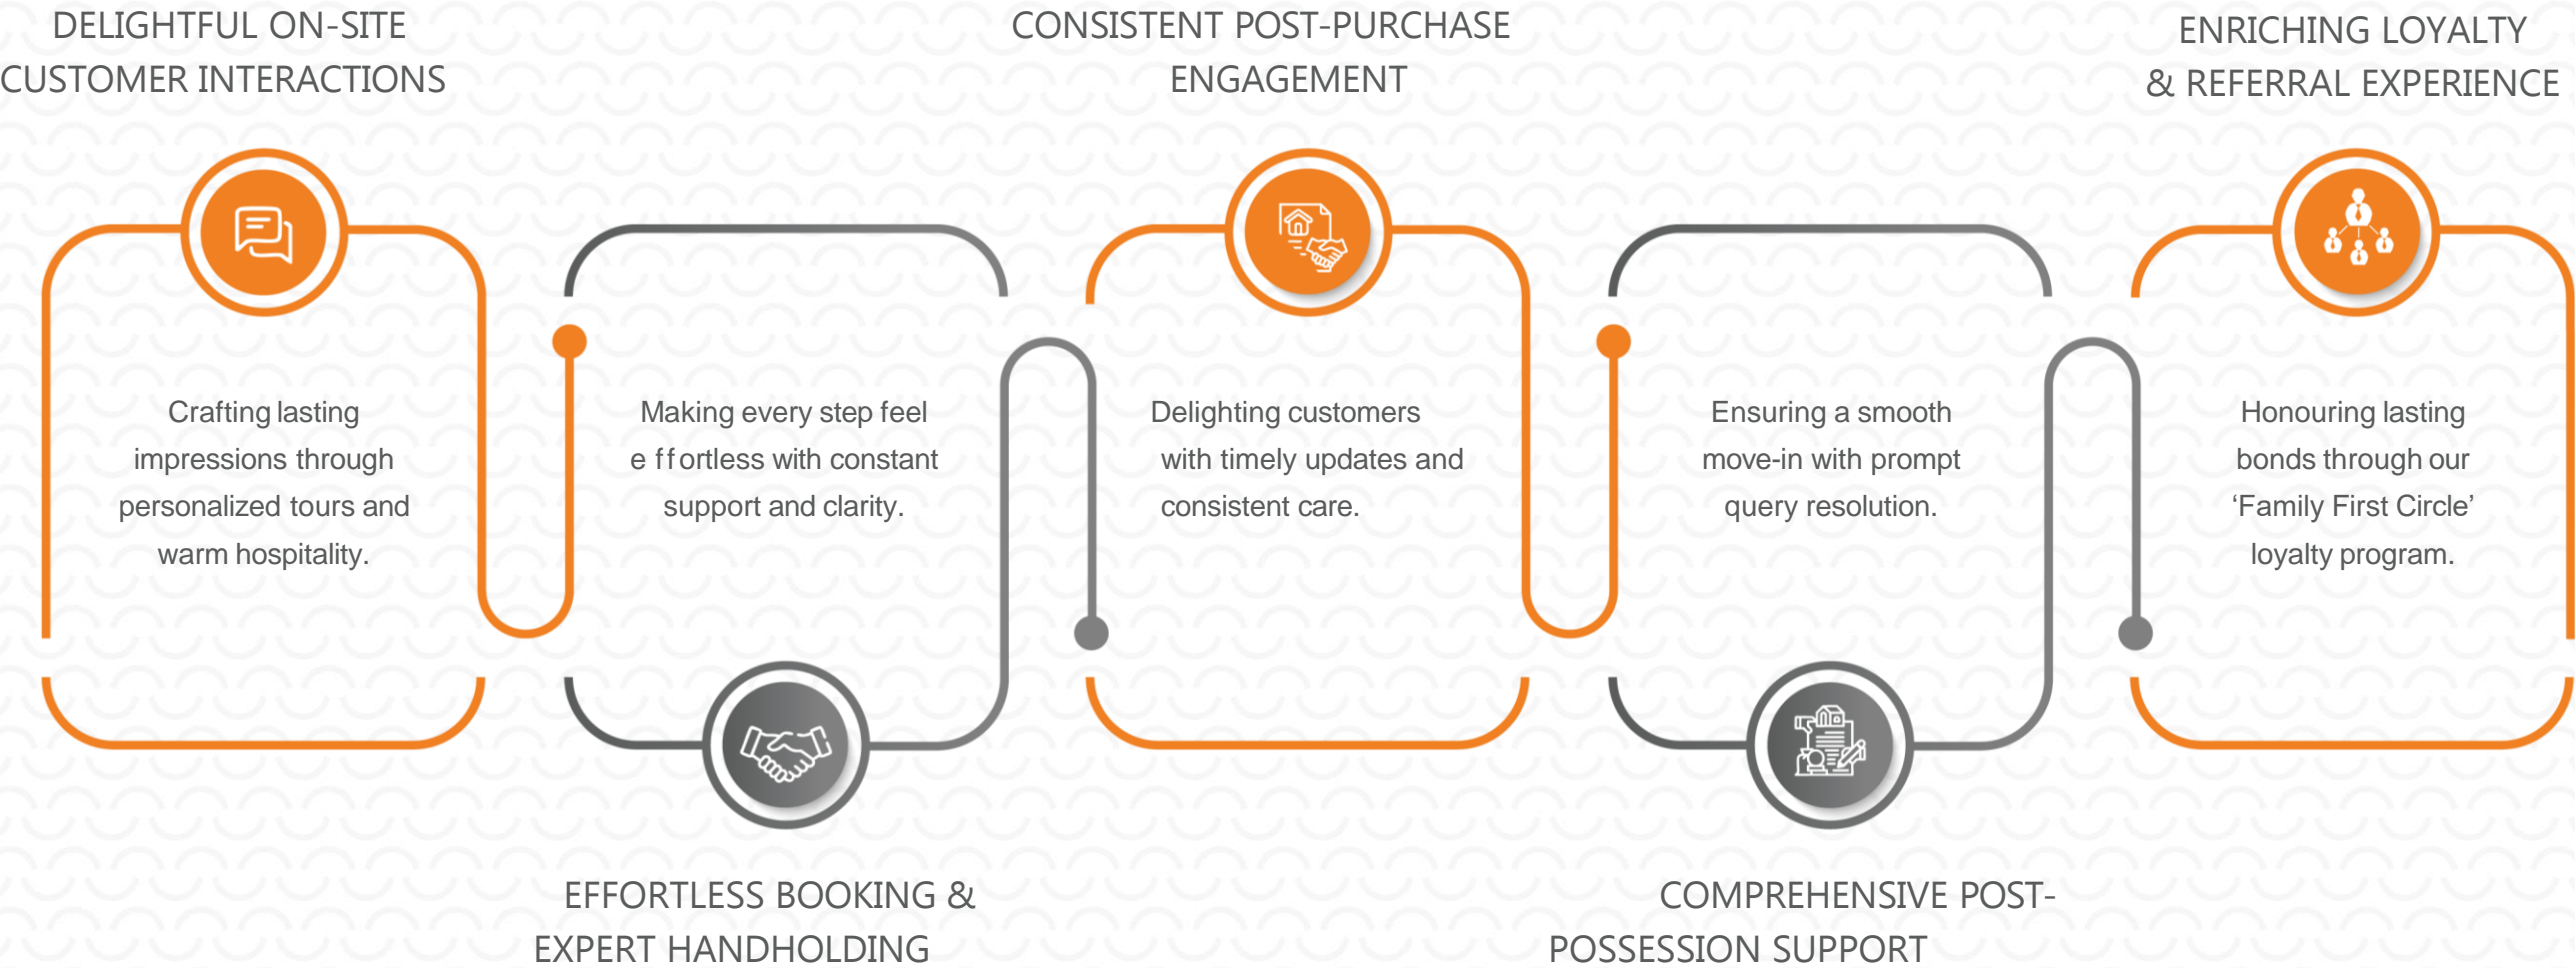 DELIGHTFUL ON-SITE
CUSTOMER INTERACTIONS
Crafting lasting
impressions through
personalized tours and
warm hospitality.
Making every step feel
effortless with constant
support and clarity.
EFFORTLESS BOOKING &
EXPERT HANDHOLDING
CONSISTENT POST-PURCHASE
ENGAGEMENT
Delighting customers
with timely updates and
consistent care.
Ensuring a smooth
move-in with prompt
query resolution.
COMPREHENSIVE POST-
POSSESSION SUPPORT
ENRICHING LOYALTY
& REFERRAL EXPERIENCE
Honouring lasting
bonds through our
‘Family First Circle’
loyalty program.